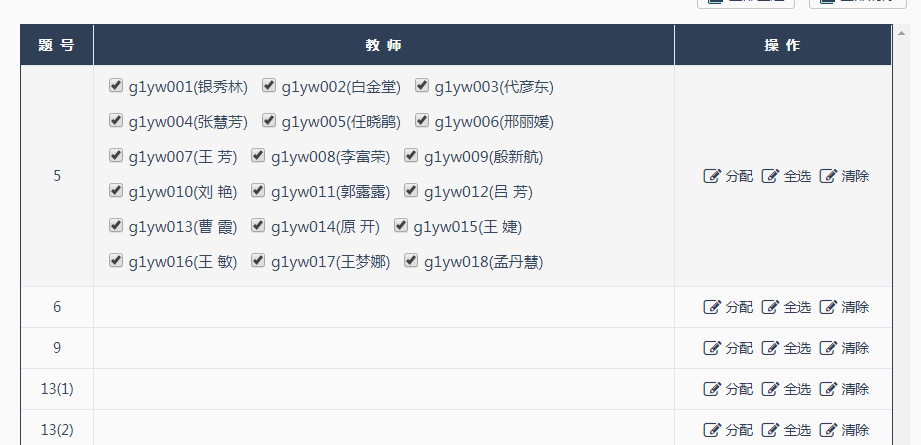 题 号 教 师 操 作
g1yw001(银秀林) g1yw002(白金堂) g1yw003(代彦东)
g1yw004(张慧芳) g1yw005(任晓鹃) g1yw006(邢丽媛)
5 g1yw007(王 芳) g1yw008(李富荣) g1yw009(殷新航) 分配 全选 清除
g1yw010(刘 艳) g1yw011(郭露露) g1yw012(吕 芳)
g1yw013(曹 霞) g1yw014(原 开) g1yw015(王 婕)
g1yw016(王 敏) g1yw017(王梦娜) g1yw018(孟丹慧)
6 分配 全选 清除
9 分配 全选 清除
13(1) 分配 全选 清除
13(2) 分配 全选 清除